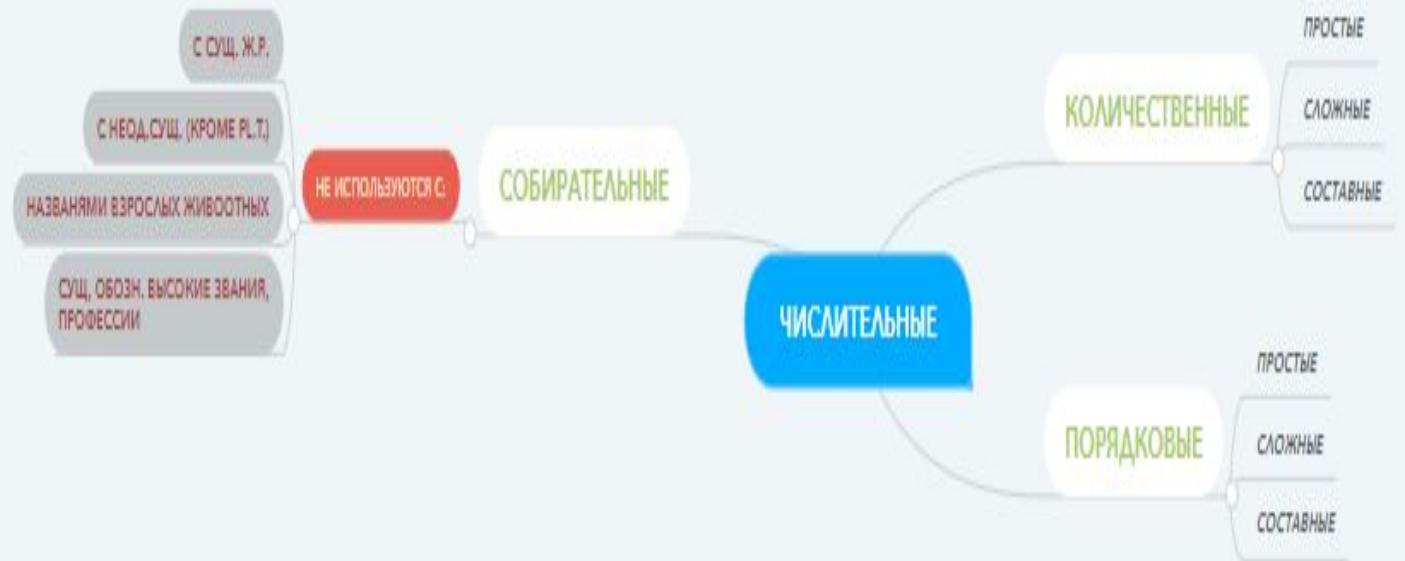 ЧИСЛИТЕЛЬНЫЕ
КОЛИЧЕСТВЕННЫЕ
ПРОСТЫЕ
СЛОЖНЫЕ
СОСТАВНЫЕ
ПОРЯДКОВЫЕ
ПРОСТЫЕ
СЛОЖНЫЕ
СОСТАВНЫЕ
СОБИРАТЕЛЬНЫЕ
НЕ ИСПОЛЬЗУЮТСЯ С:
С СУЩ. Ж.Р.
С НЕОД.СУЩ. (КРОМЕ PL.T.)
НАЗВАНЯМИ ВЗРОСЛЫХ ЖИВООТНЫХ
СУЩ, ОБОЗН. ВЫСОКИЕ ЗВАНИЯ,
ПРОФЕССИИ